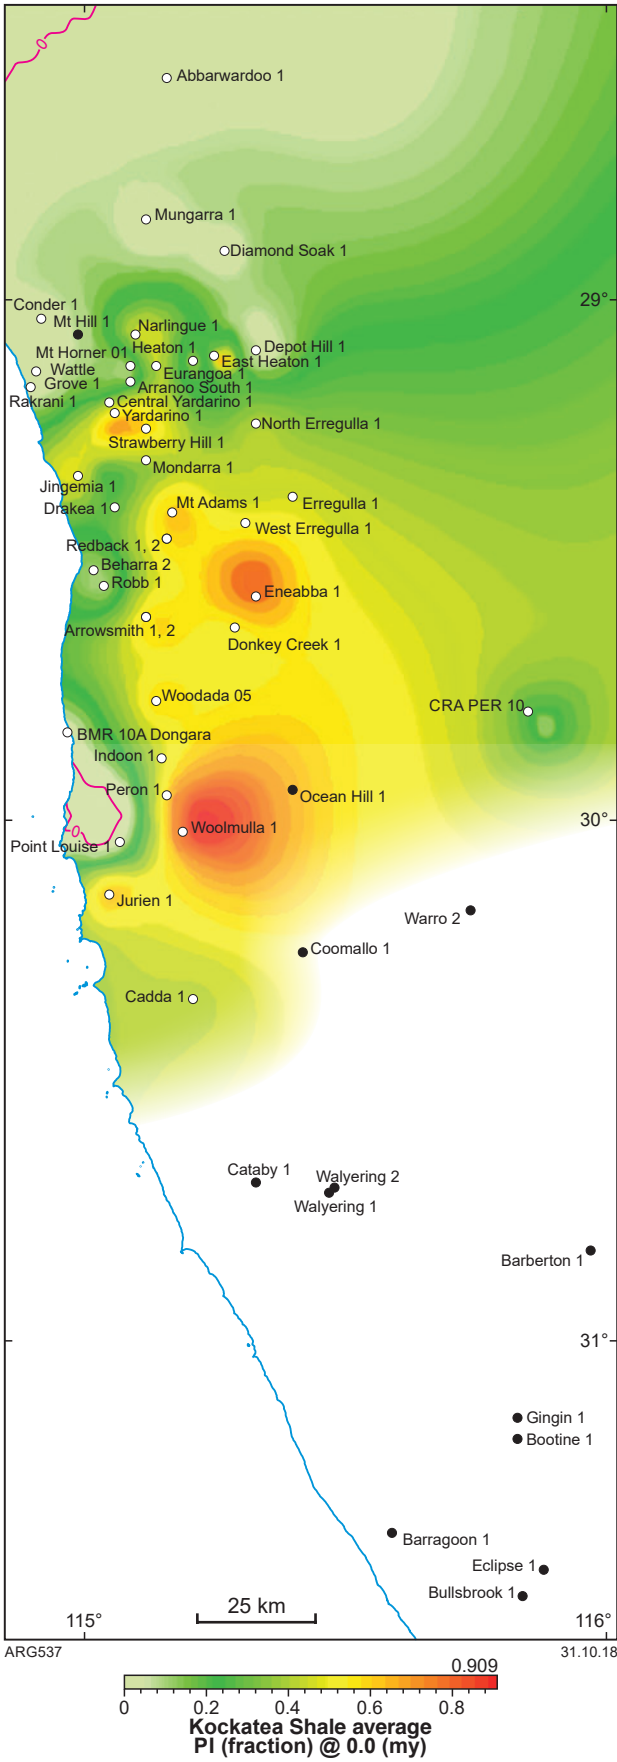 0
Abbarwardoo 1
Mungarra 1
Diamond Soak 1
29°
Conder 1
Mt Hill 1
Narlingue 1
Depot Hill 1
Mt Horner 01
Heaton 1
East Heaton 1
Wattle
Grove 1
Eurangoa 1
Arranoo South 1
Rakrani 1
Central Yardarino 1
Yardarino 1
North Erregulla 1
Strawberry Hill 1
Mondarra 1
Jingemia 1
Mt Adams 1
Erregulla 1
Drakea 1
West Erregulla 1
Redback 1, 2
Beharra 2
Robb 1
Eneabba 1
Arrowsmith 1, 2
Donkey Creek 1
Woodada 05
CRA PER 10
BMR 10A Dongara
Indoon 1
Peron 1
Ocean Hill 1
30°
0
Woolmulla 1
Point Louise 1
Jurien 1
Warro 2
Coomallo 1
Cadda 1
Cataby 1
Walyering 2
Walyering 1
Barberton 1
31°
Gingin 1
Bootine 1
Barragoon 1
Eclipse 1
Bullsbrook 1
25 km
115°
116°
ARG537
31.10.18
0.909
0 0.2 0.4 0.6 0.8
Kockatea Shale average
PI (fraction) @ 0.0 (my)